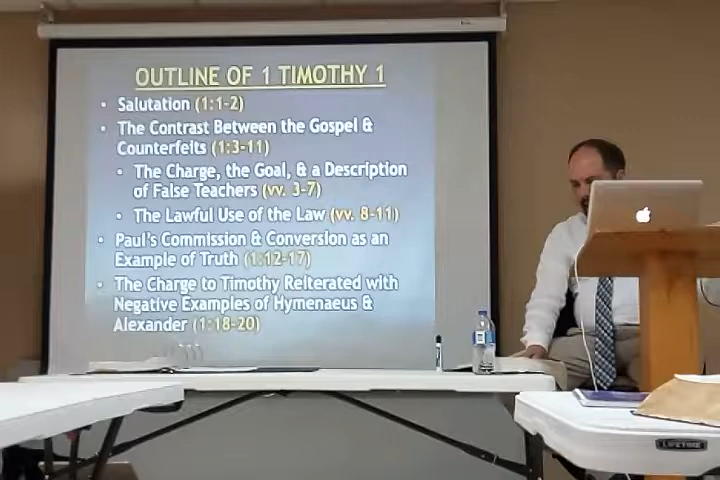 OUTLINE OF 1 TIMOTHY 1
• Salutation (1:1-2)
• The Contrast Between the Gospel &
Counterfeits (1:3-11)
• The Charge, the Goal, & a Description
of False Teachers (vv. 3-7)
• The Lawful Use of the Law (vv. 8-11)
• Paul's Commission & Conversion as an
Example of Truth (1:12-17)
• The Charge to Timothy Reiterated with
Negative Examples of Hymenaeus &
Alexander (1:18-20)
LIFETIME